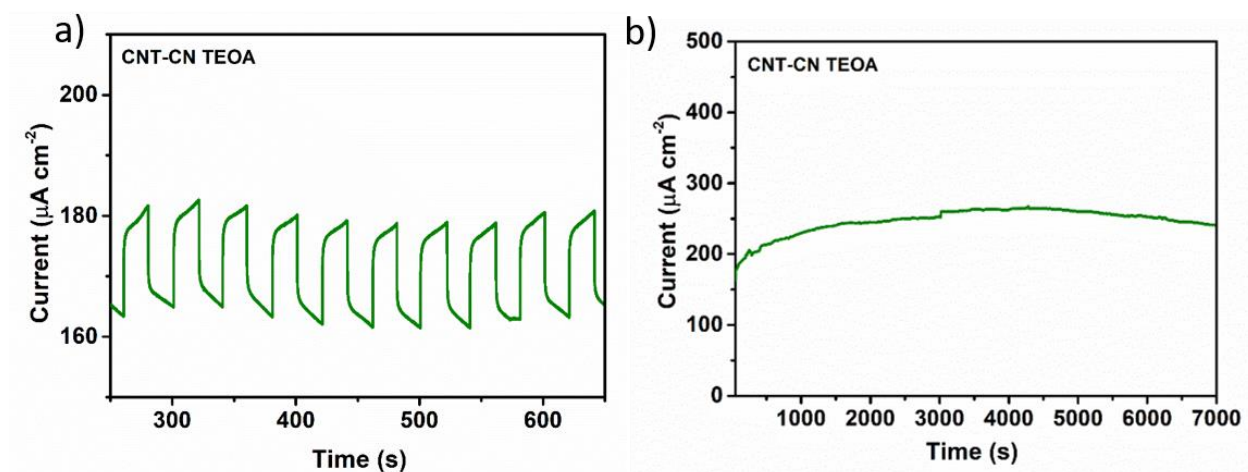 a)
CNT-CN TEOA
200
180
160
Current (µA cm⁻²)
300 400 500 600
Time (s)
b)
CNT-CN TEOA
500
400
300
200
100
0
Current (µA cm⁻²)
1000 2000 3000 4000 5000 6000 7000
Time (s)